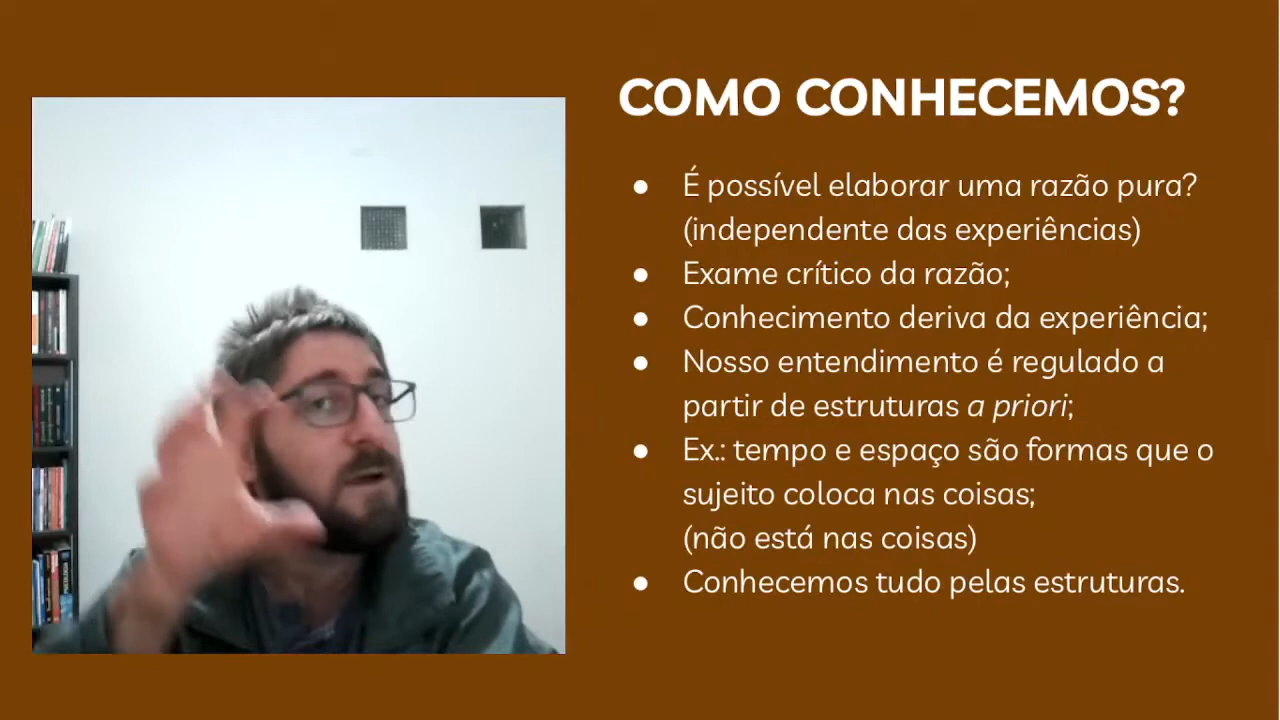 COMO CONHECEMOS?
● É possível elaborar uma razão pura?
(independente das experiências)
● Exame crítico da razão;
● Conhecimento deriva da experiência;
● Nosso entendimento é regulado a
partir de estruturas a priori;
● Ex.: tempo e espaço são formas que o
sujeito coloca nas coisas;
(não está nas coisas)
● Conhecemos tudo pelas estruturas.